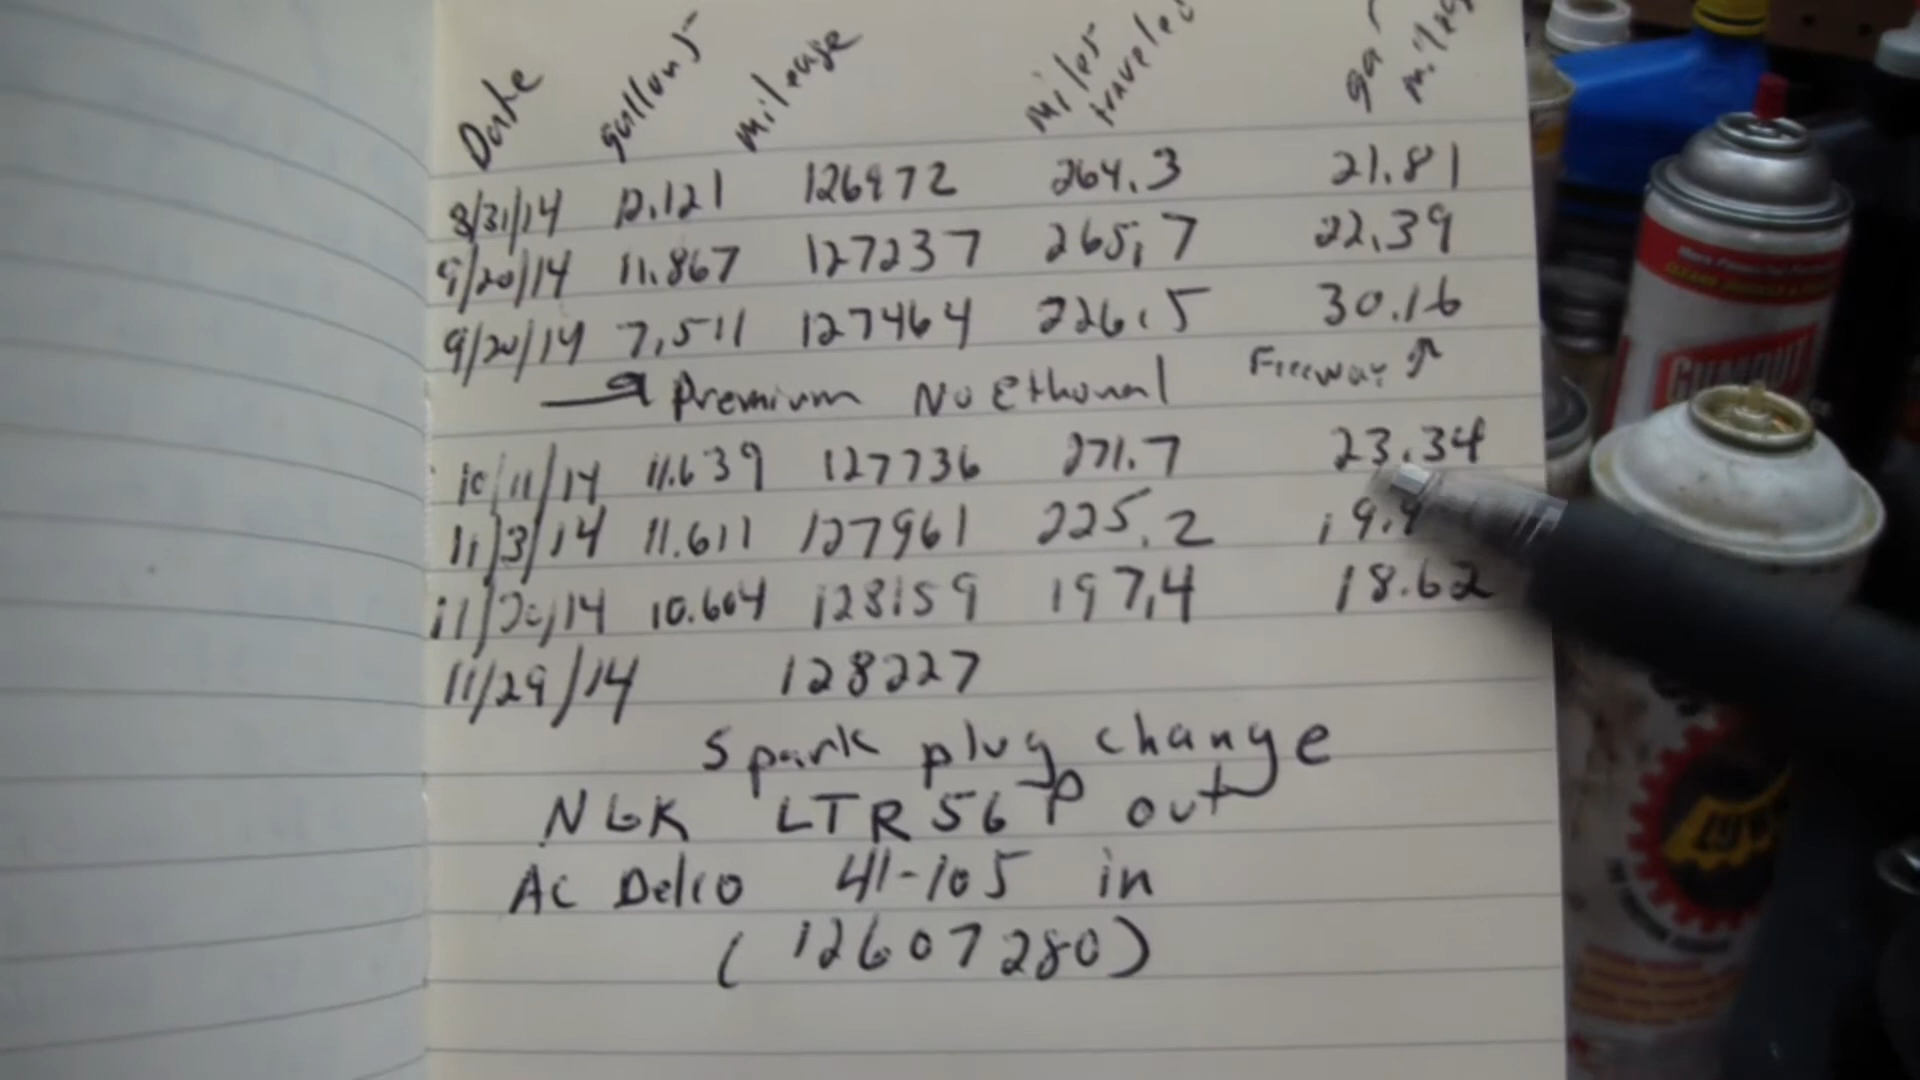 Date gallons mileage miles traveled gas
8/31/14 12.121 126972 264.3 21.81
9/20/14 11.867 127237 265.7 22.39
9/20/14 7.511 127464 226.5 30.16
Premium No Ethonal Freeway
10/11/14 11.639 127736 271.7 23.34
11/3/14 11.611 127961 225.2
11/20/14 10.604 128159 197.4 18.62
11/29/14 128227
Spark plug change
NGK LTR56P out
AC Delco 41-105 in
(12607280)
GUMOUT